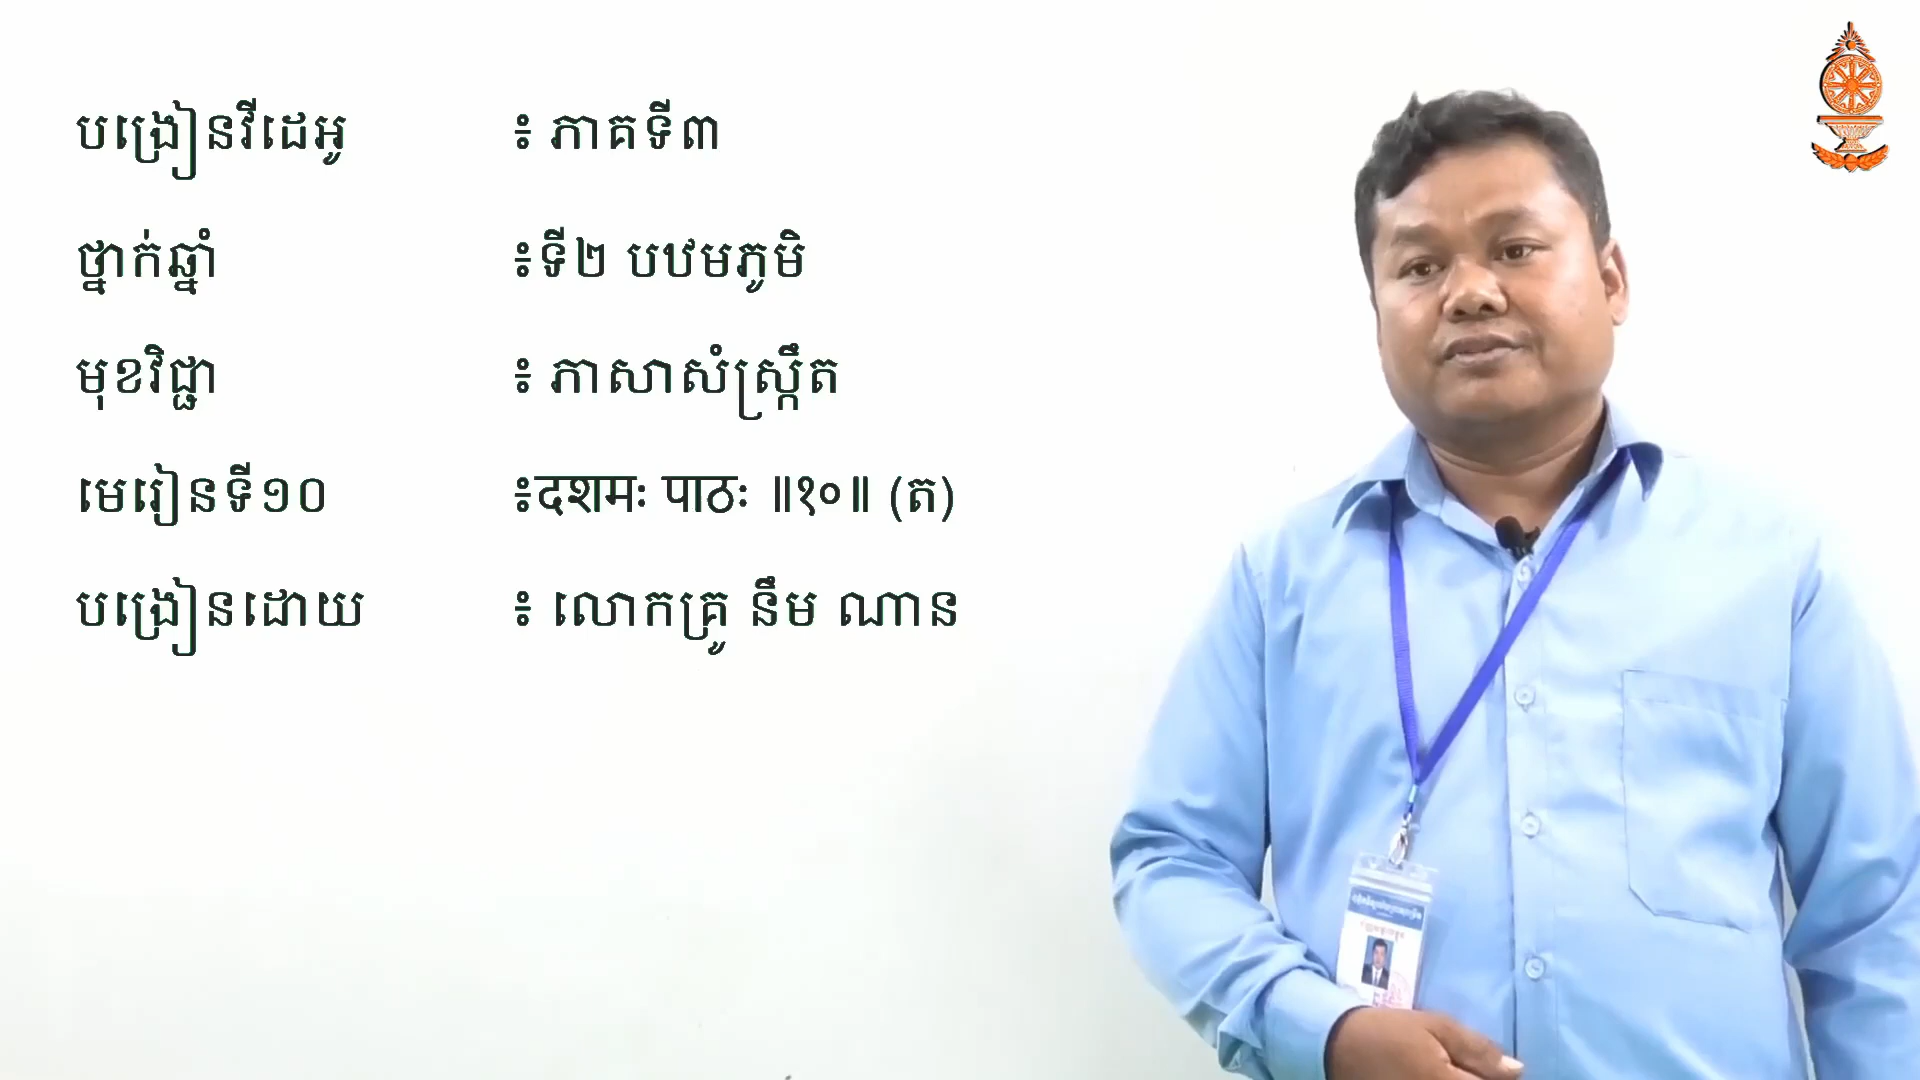 បង្រៀនវីដេអូ ៖ ភាគទី៣
ថ្នាក់ឆ្នាំ ៖ទី២ បឋមភូមិ
មុខវិជ្ជា ៖ ភាសាសំស្ក្រឹត
មេរៀនទី១០ ៖दशमः पाठः ॥१०॥ (ត)
បង្រៀនដោយ ៖ លោកគ្រូ នឹម ណាន